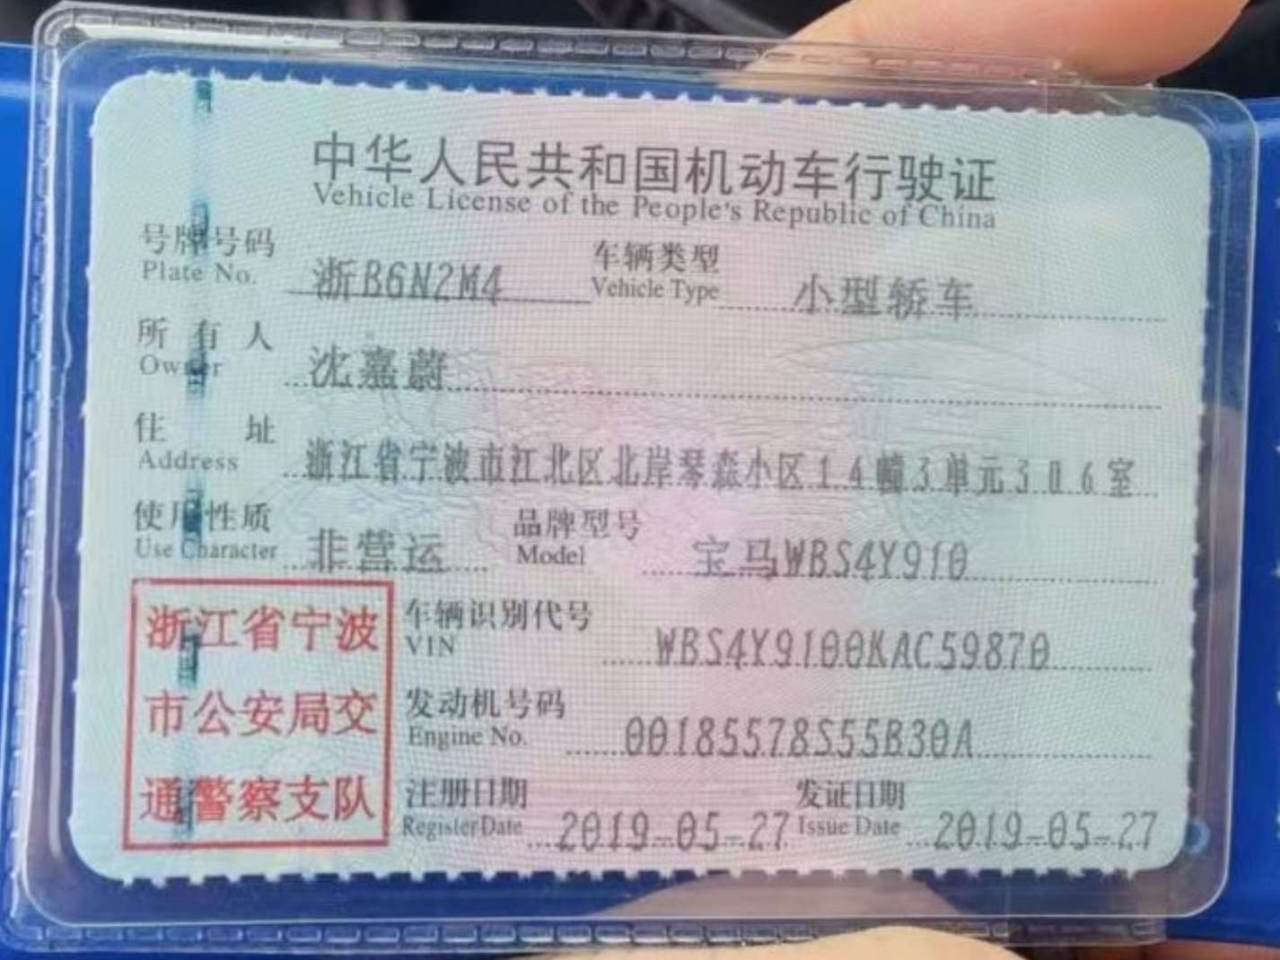 中华人民共和国机动车行驶证
Vehicle License of the People's Republic of China
号牌号码 浙B6N2M4 车辆类型 小型轿车
Plate No. Vehicle Type
所有人 沈嘉蔚
Owner
住址 浙江省宁波市江北区北岸琴森小区14幢3单元306室
Address
使用性质 非营运 品牌型号 宝马WBS4Y910
Use Character Model
浙江省宁波
市公安局交
通警察支队
车辆识别代号 WBS4Y9100KAC59870
VIN
发动机号码 00185578S55B30A
Engine No.
注册日期 2019-05-27 发证日期 2019-05-27
Register Date Issue Date